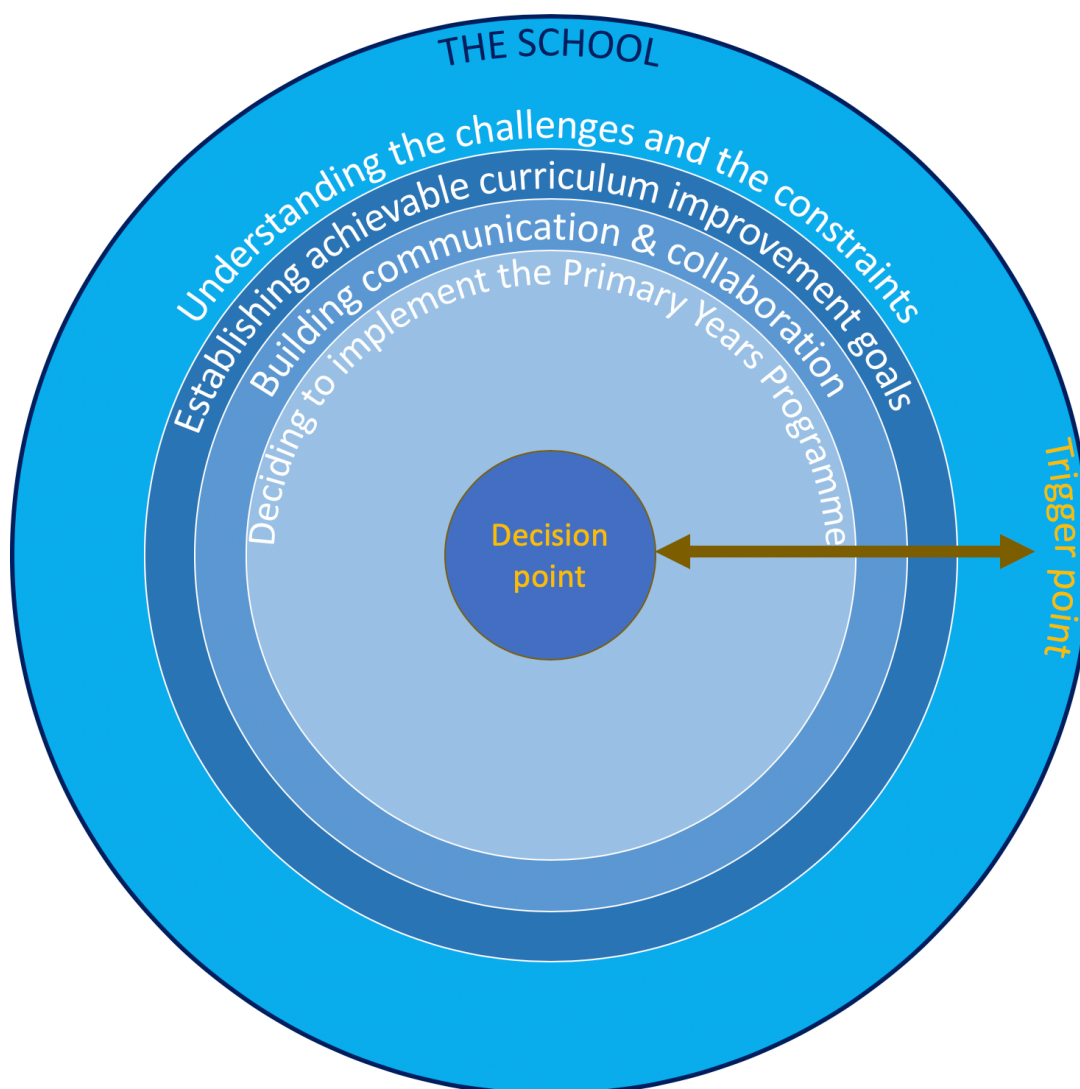 THE SCHOOL
Understanding the challenges and the constraints
Establishing achievable curriculum improvement goals
Building communication & collaboration
Deciding to implement the Primary Years Programme
Decision
point
Trigger point